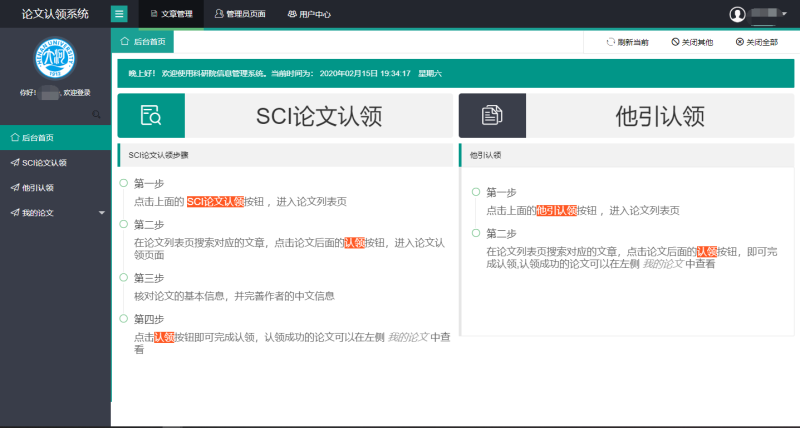 论文认领系统
文章管理
管理员页面
用户中心
后台首页
刷新当前
关闭其他
关闭全部
你好!
, 欢迎登录
晚上好! 欢迎使用科研院信息管理系统。当前时间为: 2020年02月15日 19:34:17 星期六
后台首页
SCI论文认领
他引认领
我的论文
SCI论文认领
SCI论文认领步骤
第一步
点击上面的 SCI论文认领按钮 ，进入论文列表页
第二步
在论文列表页搜索对应的文章，点击论文后面的认领按钮，进入论文认
领页面
第三步
核对论文的基本信息，并完善作者的中文信息
第四步
点击认领按钮即可完成认领，认领成功的论文可以在左侧 我的论文 中查
看
他引认领
他引认领
第一步
点击上面的他引认领按钮 ，进入论文列表页
第二步
在论文列表页搜索对应的文章，点击论文后面的认领按钮，即可完
成认领,认领成功的论文可以在左侧 我的论文 中查看